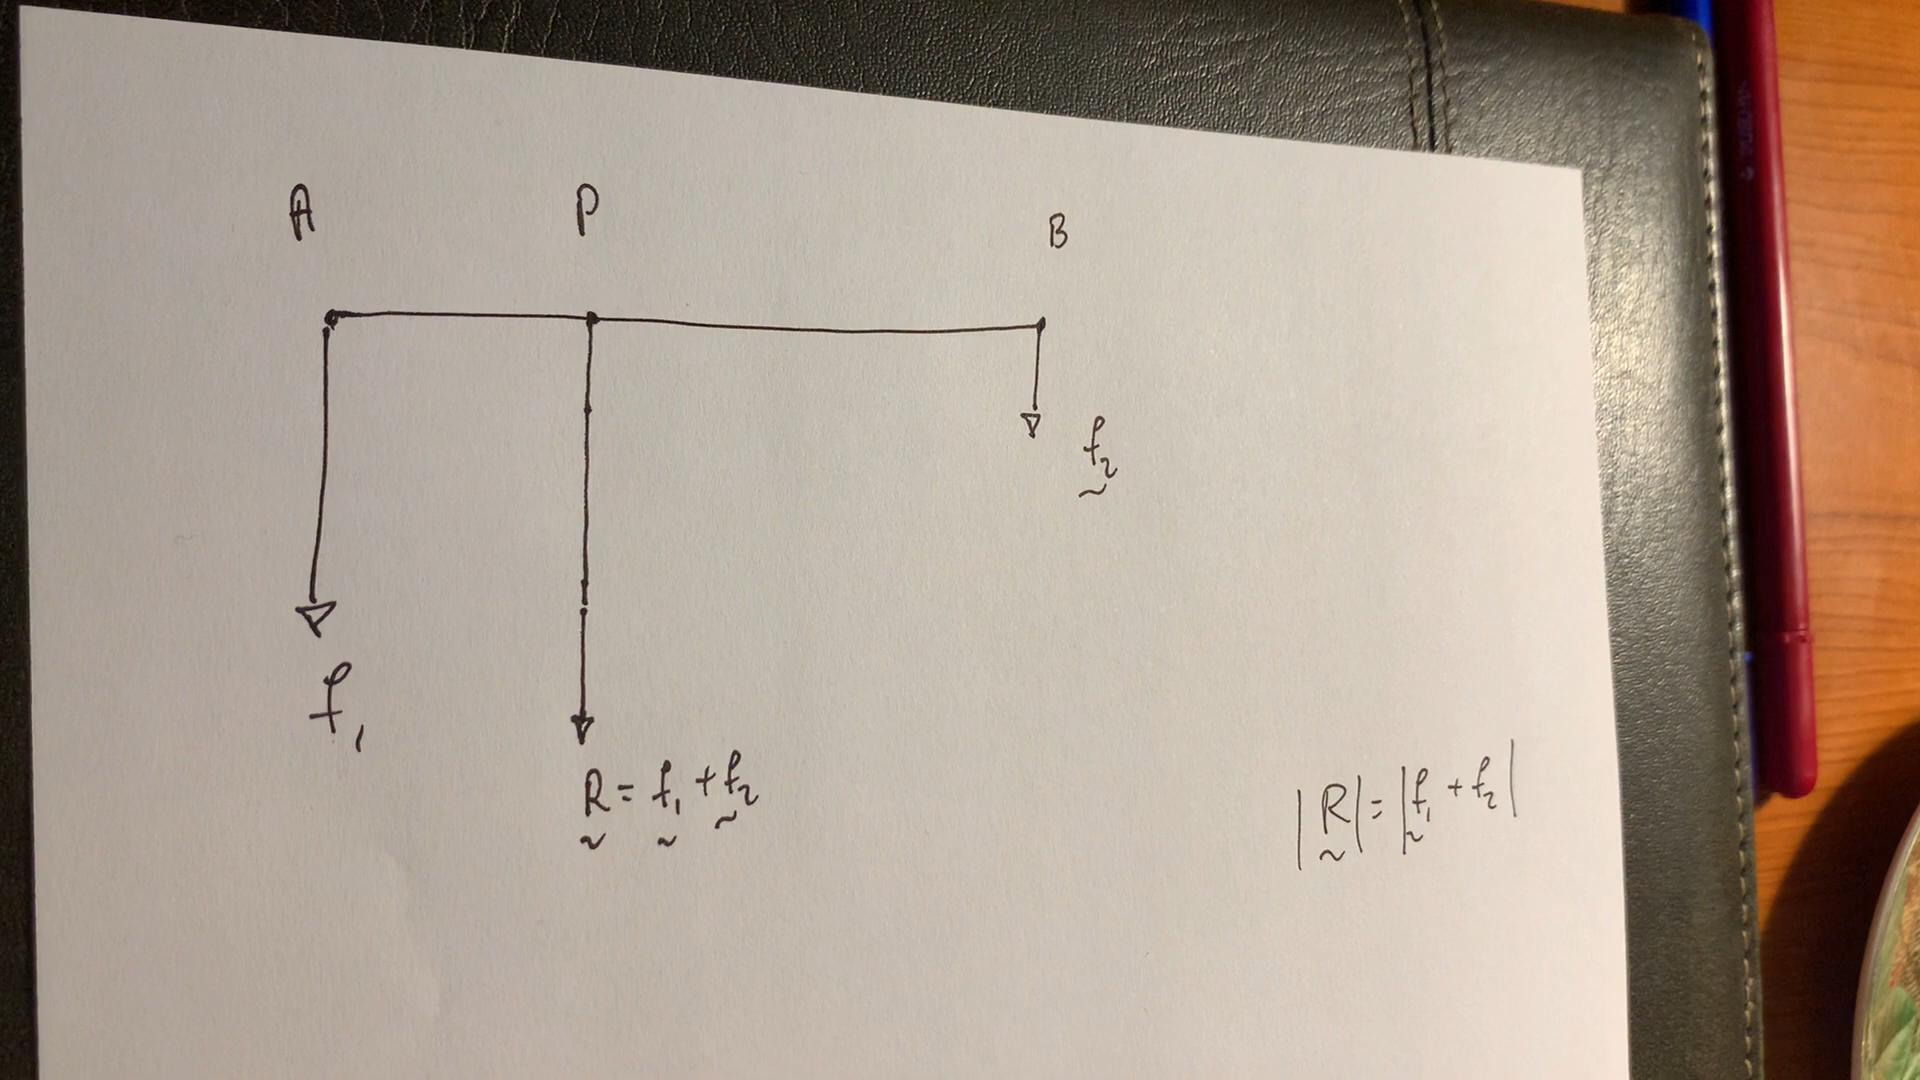 A P B
f₂
f₁
R = f₁ + f₂
|R| = |f₁ + f₂|